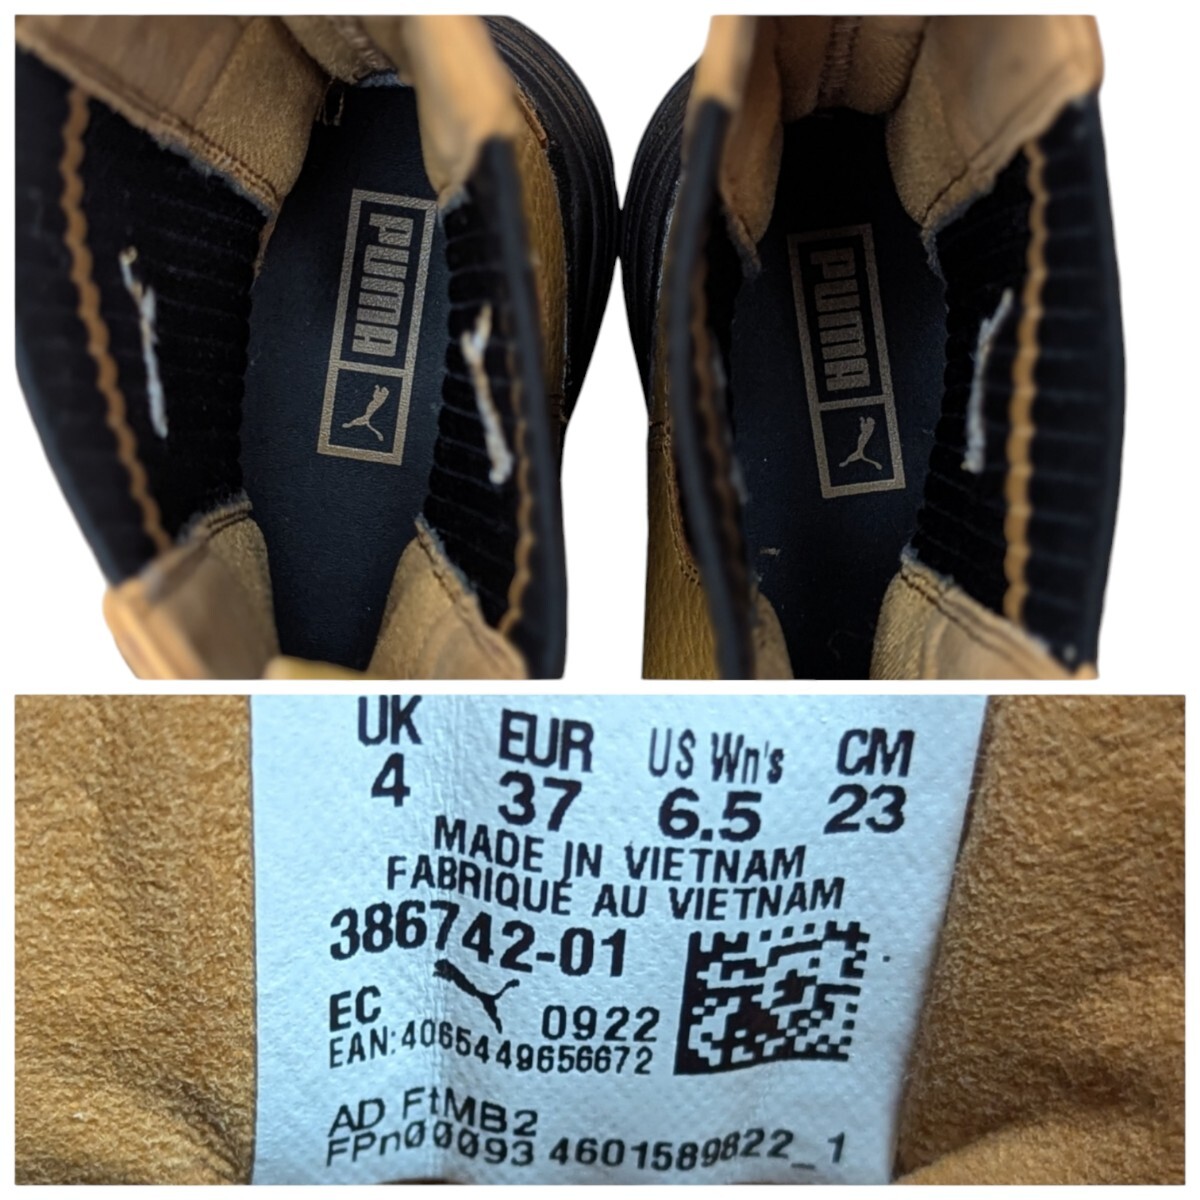 PUMA
PUMA
UK EUR US Wn's CM
4 37 6.5 23
MADE IN VIETNAM
FABRIQUÉ AU VIETNAM
386742-01
EC 0922
EAN:4065449656672
AD FtMB2
FPn00093 4601589822_1